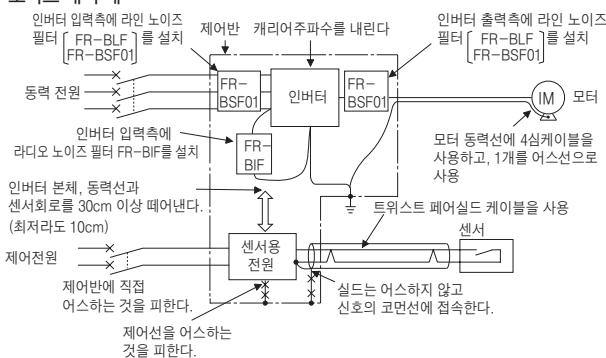 인버터 입력측에 라인 노이즈
필터 [FR-BLF
FR-BSF01] 를 설치
제어반
캐리어주파수를 내린다
인버터 출력측에 라인 노이즈
필터 [FR-BLF
FR-BSF01] 를 설치
동력 전원
FR-
BSF01
인버터
FR-
BSF01
IM
모터
인버터 입력측에
라디오 노이즈 필터 FR-BIF를 설치
FR-
BIF
모터 동력선에 4심케이블을
사용하고, 1개를 어스선으로
사용
인버터 본체, 동력선과
센서회로를 30cm 이상 떼어낸다.
(최저라도 10cm)
트위스트 페어실드 케이블을 사용
제어전원
센서용
전원
센서
제어반에 직접
어스하는 것을 피한다.
실드는 어스하지 않고
신호의 코먼선에 접속한다.
제어선을 어스하는
것을 피한다.